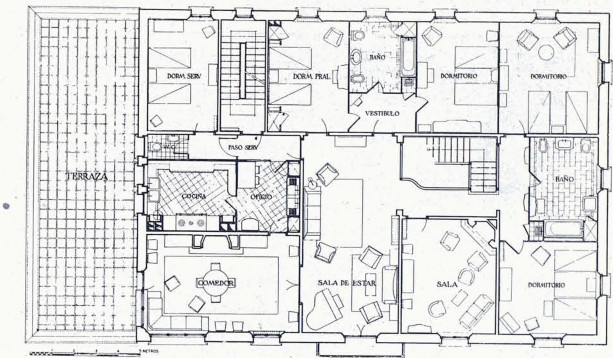 DORM. SERV
DORM. PRAL.
BAÑO
DORMITORIO
DORMITORIO
VESTIBULO
PASO SERV
TERRAZA
COCINA
OFICIO
BAÑO
COMEDOR
SALA DE ESTAR
SALA
DORMITORIO
METROS